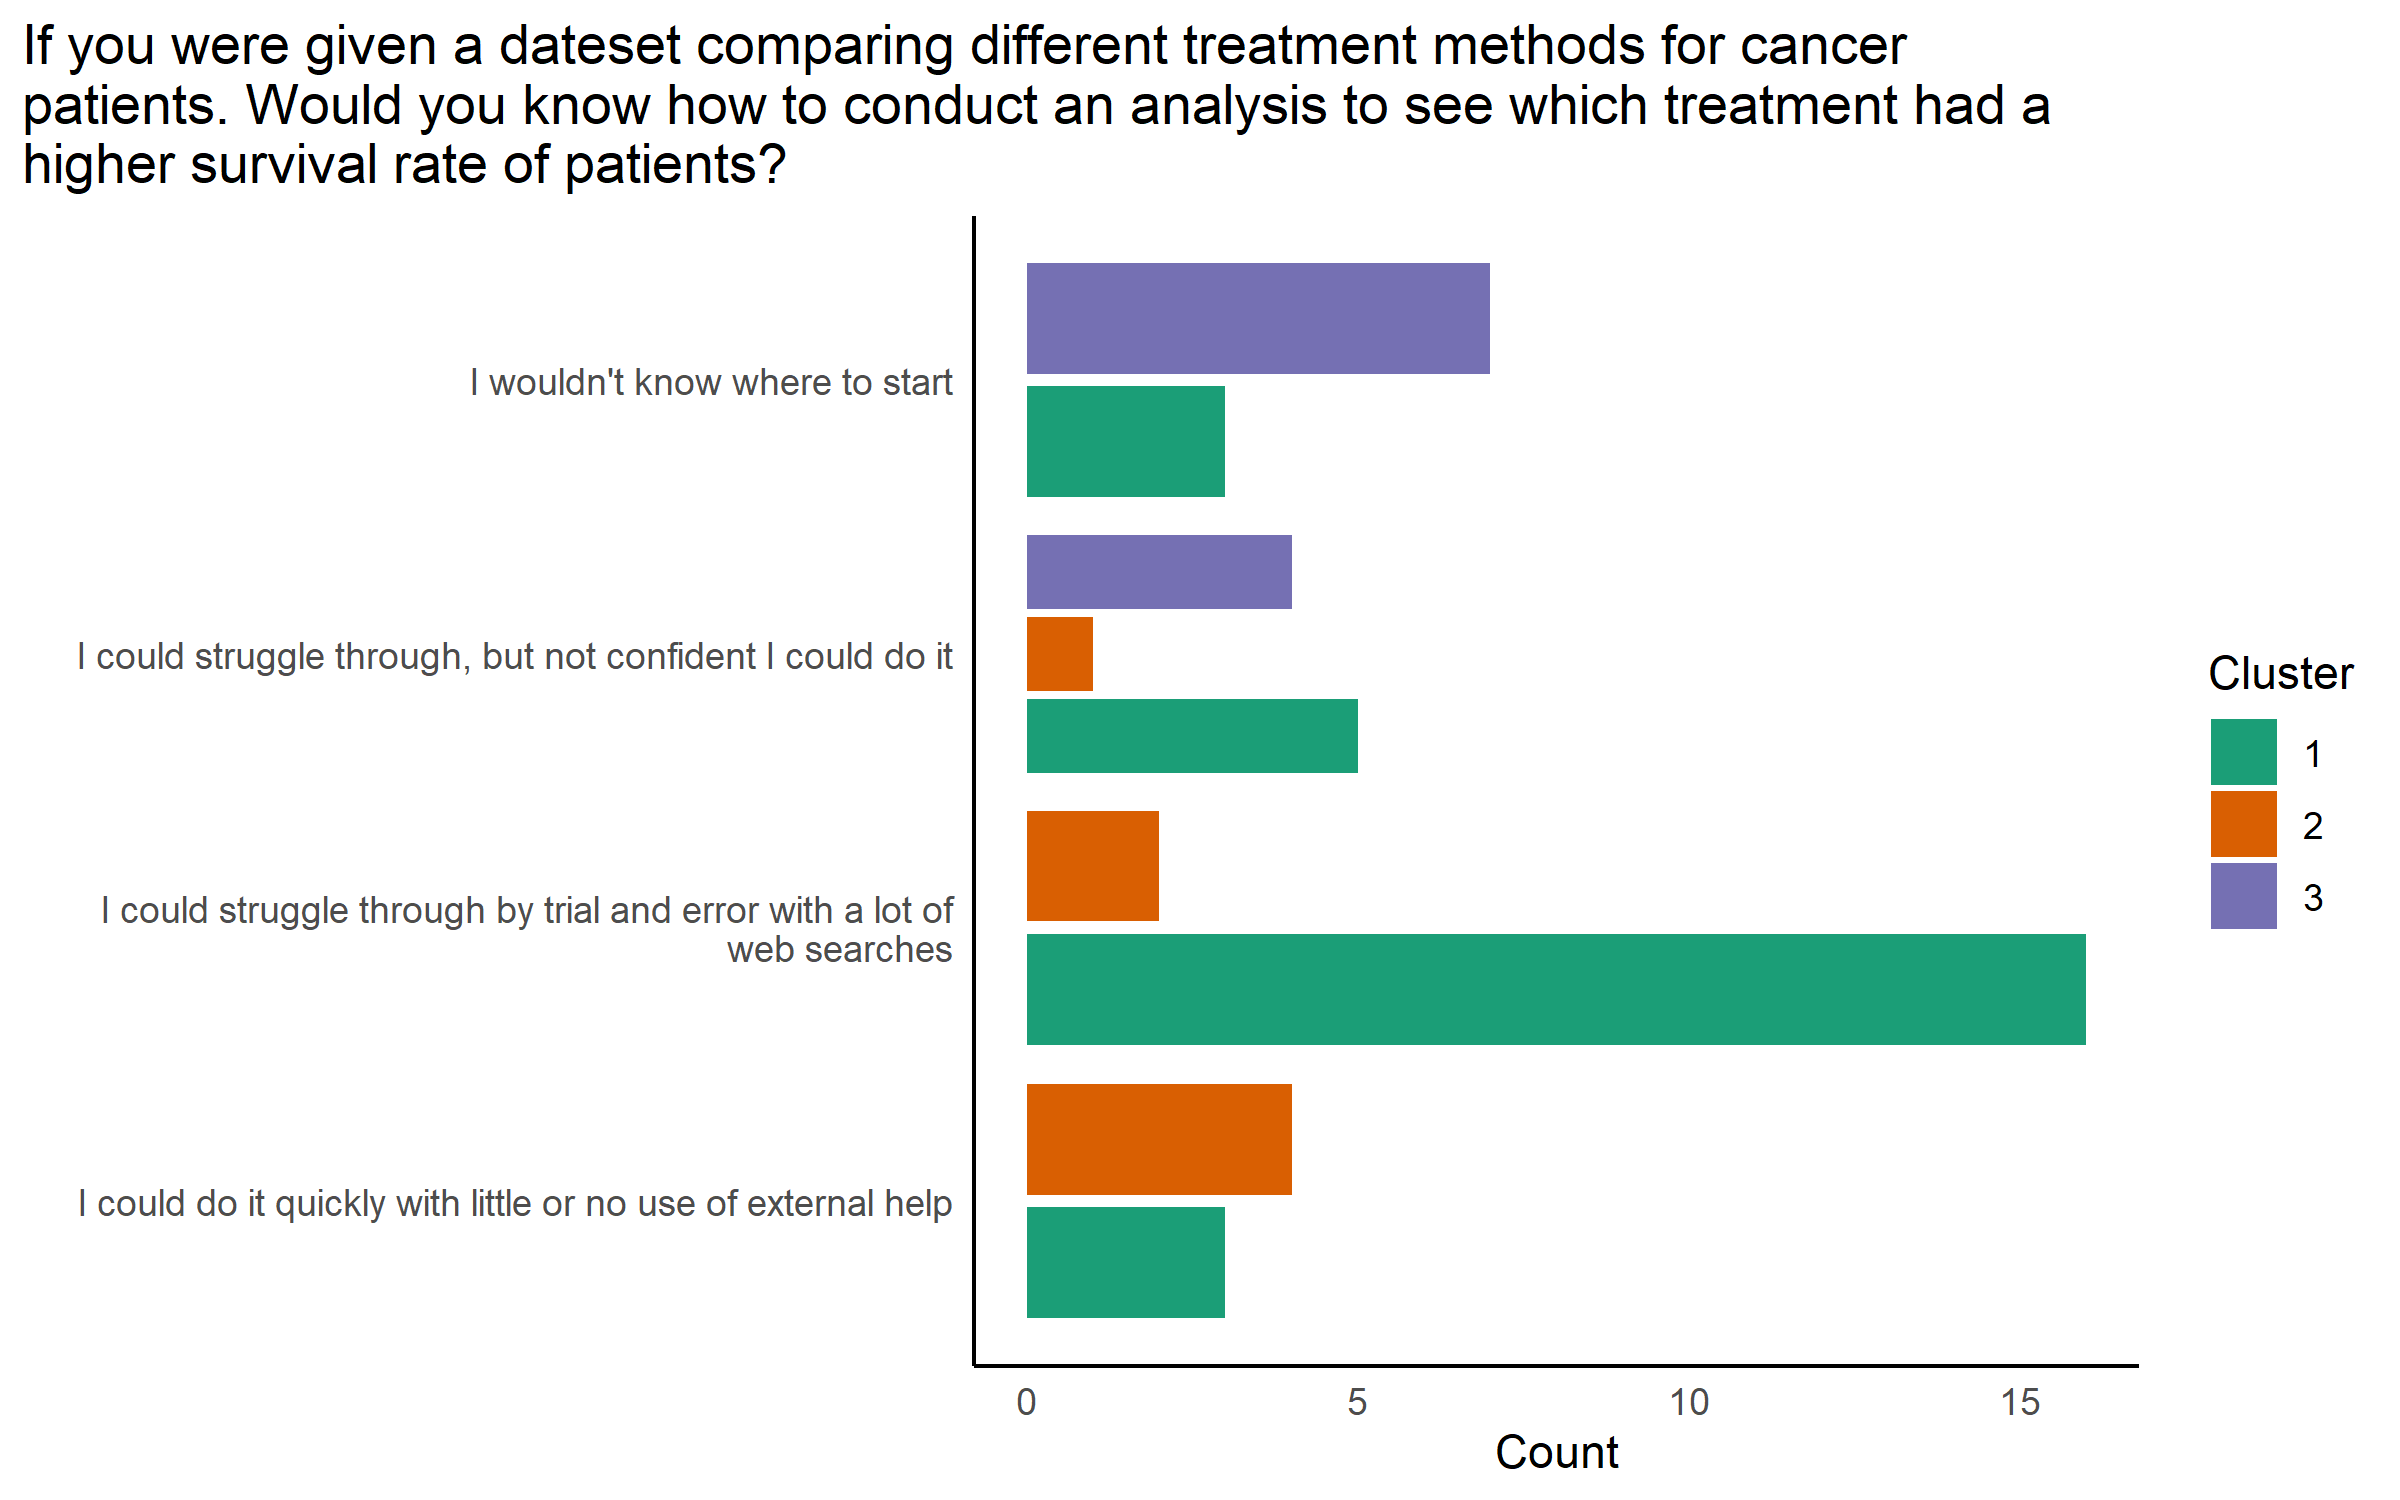 If you were given a dateset comparing different treatment methods for cancer
patients. Would you know how to conduct an analysis to see which treatment had a
higher survival rate of patients?
I wouldn't know where to start
I could struggle through, but not confident I could do it
I could struggle through by trial and error with a lot of
web searches
I could do it quickly with little or no use of external help
0 5 10 15
Count
Cluster
1
2
3